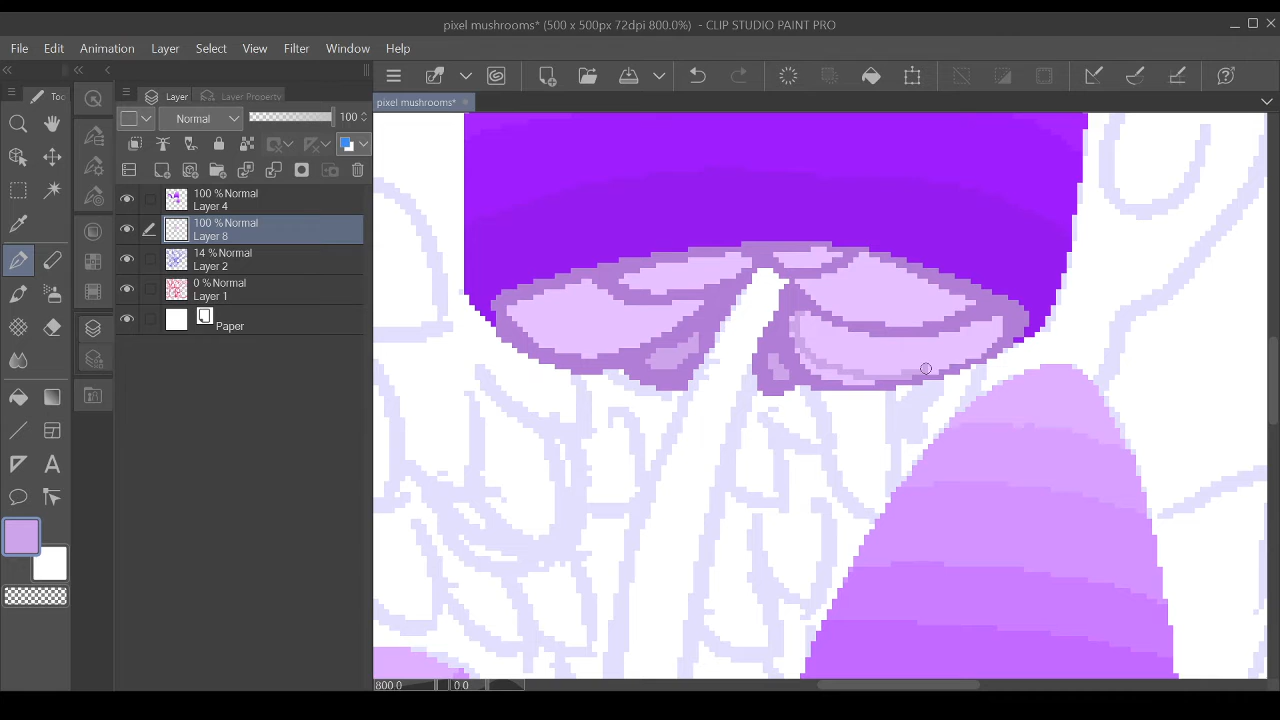 pixel mushrooms* (500 x 500px 72dpi 800.0%) - CLIP STUDIO PAINT PRO
File Edit Animation Layer Select View Filter Window Help
Toc
Layer Layer Property
pixel mushrooms*
Normal 100
100 % Normal
Layer 4
100 % Normal
Layer 8
14 % Normal
Layer 2
0 % Normal
Layer 1
Paper
800.0 0.0